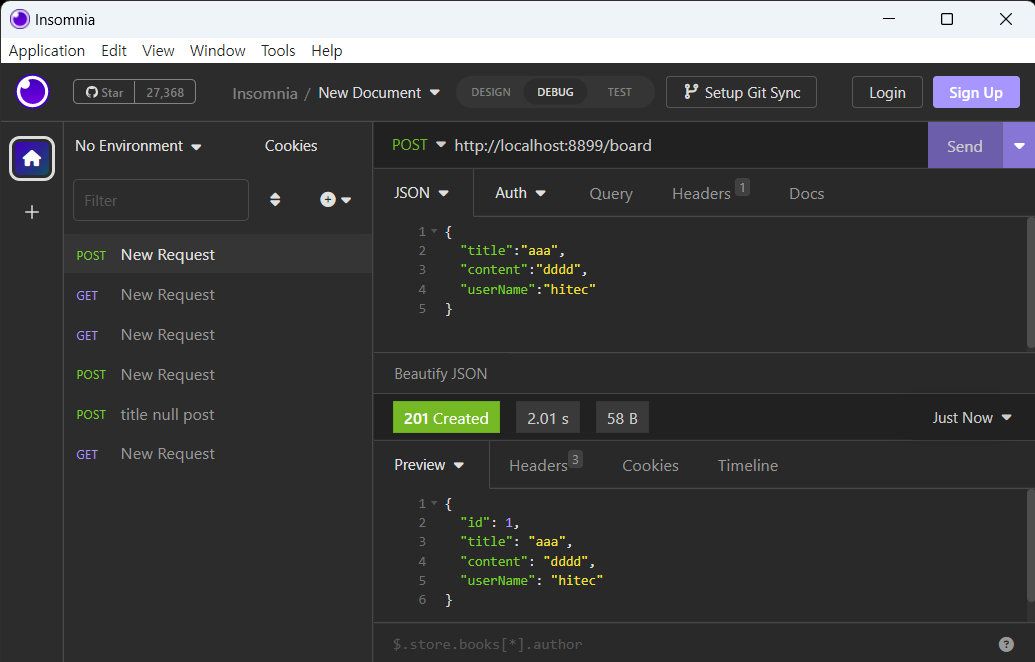 Insomnia
Application Edit View Window Tools Help
Star 27,368 Insomnia / New Document DESIGN DEBUG TEST Setup Git Sync Login Sign Up
No Environment Cookies
Filter
POST New Request
GET New Request
GET New Request
POST New Request
POST title null post
GET New Request
POST http://localhost:8899/board Send
JSON Auth Query Headers 1 Docs
1 {
2 "title":"aaa",
3 "content":"dddd",
4 "userName":"hitec"
5 }
Beautify JSON
201 Created 2.01 s 58 B Just Now
Preview Headers 3 Cookies Timeline
1 {
2 "id": 1,
3 "title": "aaa",
4 "content": "dddd",
5 "userName": "hitec"
6 }
$.store.books[*].author ?